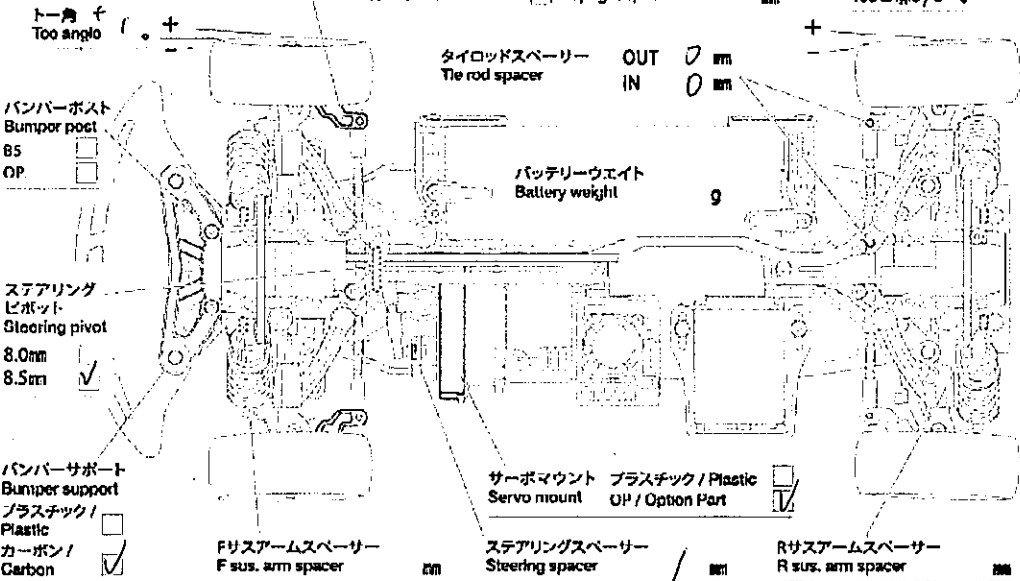 トー角
Too anglo
+
-
+
-
タイロッドスペーサー OUT 0 mm
Tie rod spacer IN 0 mm
バンパーポスト
Bumpor post
85
OP
バッテリーウエイト
Battery weight g
ステアリング
ピボット
Steering pivot
8.0mm
8.5mm ✓
バンパーサポート
Bumper support
プラスチック /
Plastic
カーボン /
Carbon ✓
サーボマウント プラスチック / Plastic
Servo mount OP / Option Part ✓
Fサスアームスペーサー
F sus. arm spacer mm
ステアリングスペーサー
Steering spacer / mm
Rサスアームスペーサー
R sus. arm spacer mm